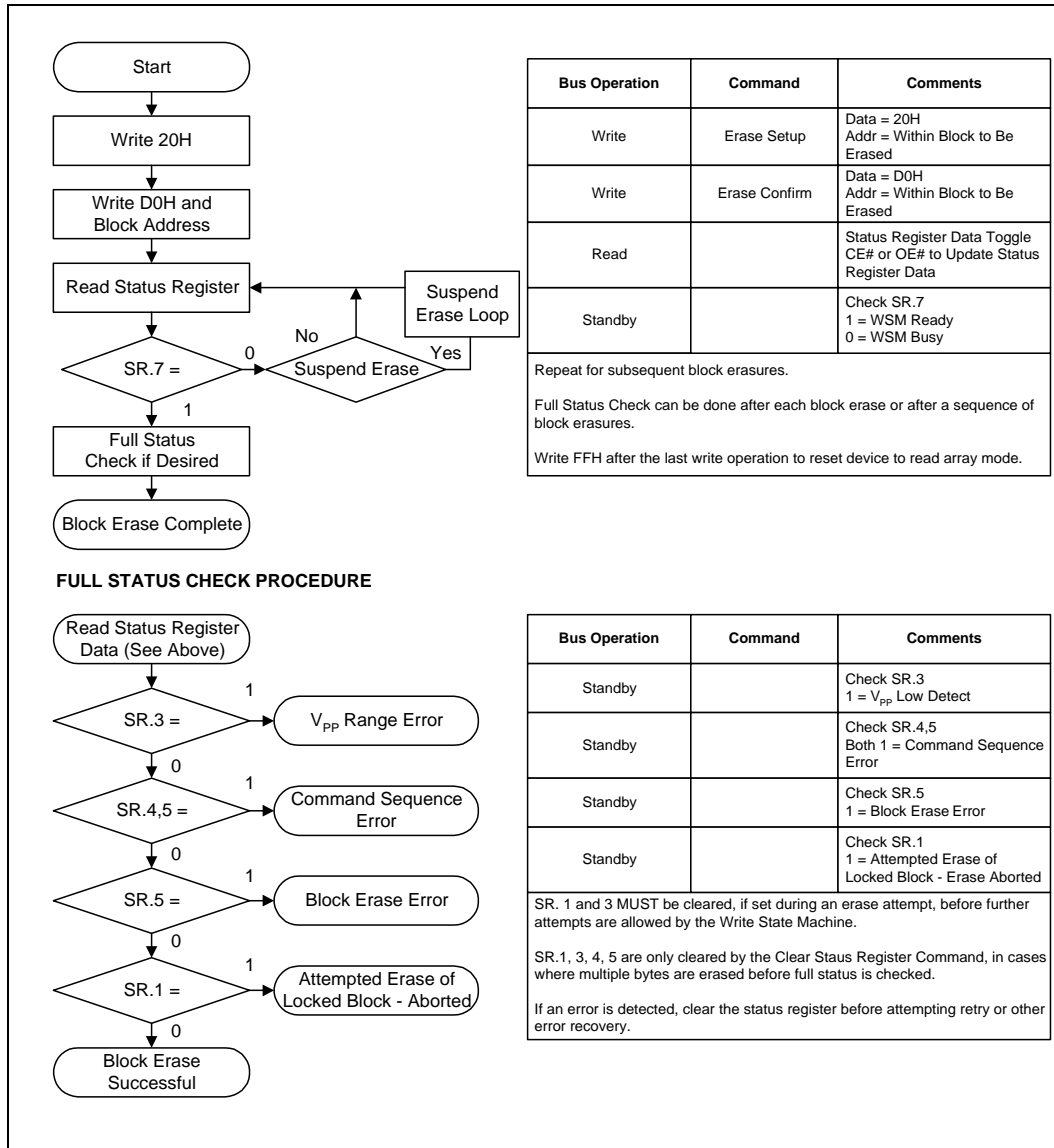 Start
Write 20H
Write D0H and
Block Address
Read Status Register
SR.7 =
0
1
No
Suspend Erase
Yes
Suspend
Erase Loop
Full Status
Check if Desired
Block Erase Complete
Bus Operation Command Comments
Write Erase Setup Data = 20H
Addr = Within Block to Be
Erased
Write Erase Confirm Data = D0H
Addr = Within Block to Be
Erased
Read Status Register Data Toggle
CE# or OE# to Update Status
Register Data
Standby Check SR.7
1 = WSM Ready
0 = WSM Busy
Repeat for subsequent block erasures.
Full Status Check can be done after each block erase or after a sequence of
block erasures.
Write FFH after the last write operation to reset device to read array mode.
FULL STATUS CHECK PROCEDURE
Read Status Register
Data (See Above)
SR.3 =
1
VPP Range Error
0
SR.4,5 =
1
Command Sequence
Error
0
SR.5 =
1
Block Erase Error
0
SR.1 =
1
Attempted Erase of
Locked Block - Aborted
0
Block Erase
Successful
Bus Operation Command Comments
Standby Check SR.3
1 = VPP Low Detect
Standby Check SR.4,5
Both 1 = Command Sequence
Error
Standby Check SR.5
1 = Block Erase Error
Standby Check SR.1
1 = Attempted Erase of
Locked Block - Erase Aborted
SR. 1 and 3 MUST be cleared, if set during an erase attempt, before further
attempts are allowed by the Write State Machine.
SR.1, 3, 4, 5 are only cleared by the Clear Staus Register Command, in cases
where multiple bytes are erased before full status is checked.
If an error is detected, clear the status register before attempting retry or other
error recovery.